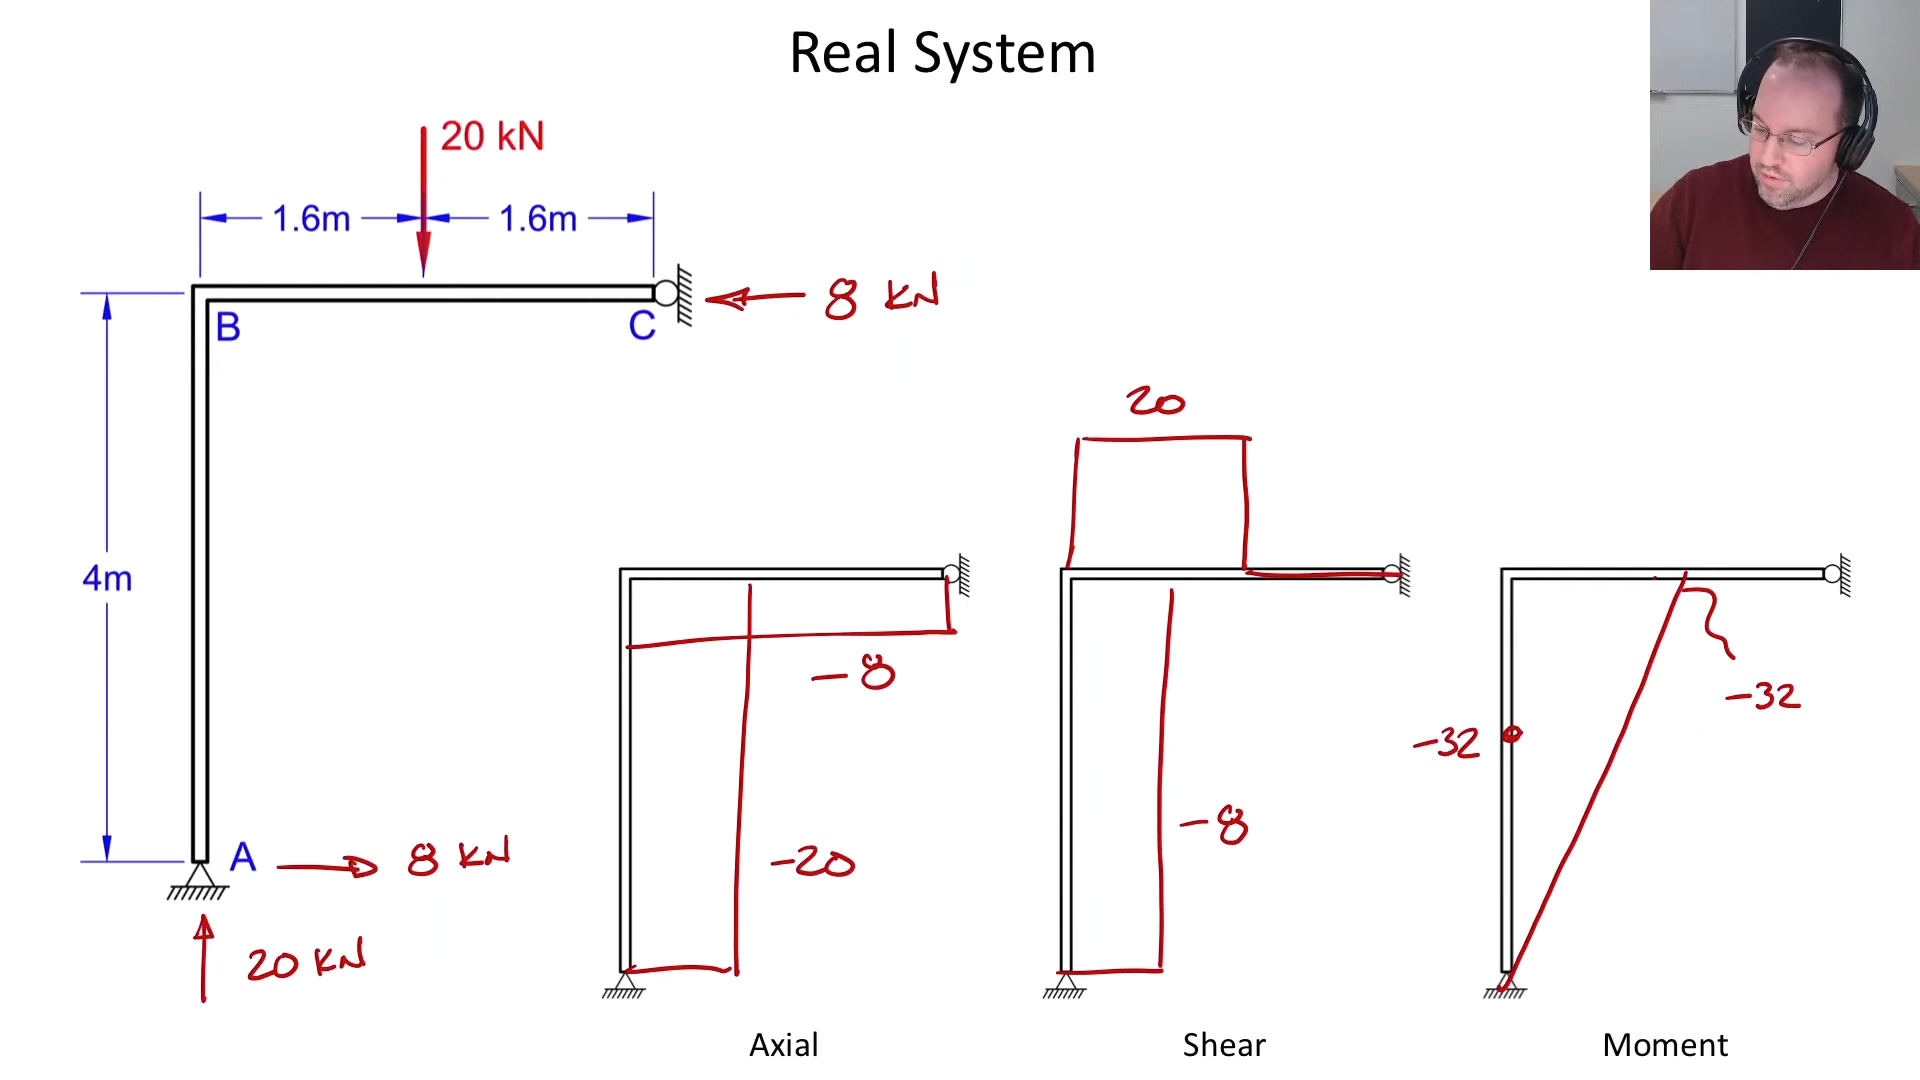 Real System
20 kN
1.6m 1.6m
B C
8 kN
4m
A 8 kN
20 kN
20
-8
-20
-8
-32
-32
Axial Shear Moment